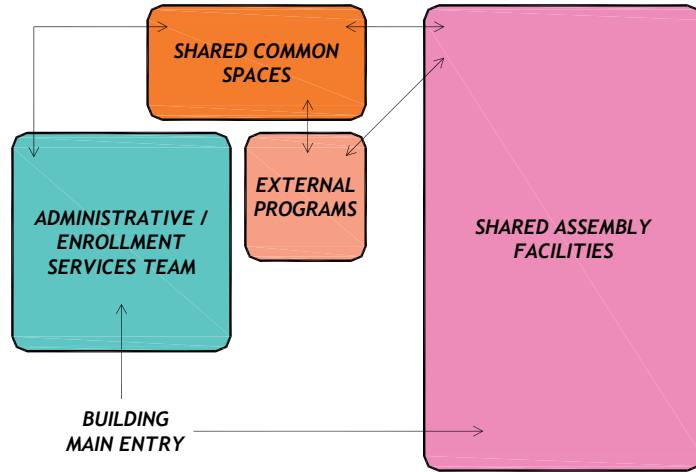 SHARED COMMON
SPACES
ADMINISTRATIVE /
ENROLLMENT
SERVICES TEAM
EXTERNAL
PROGRAMS
SHARED ASSEMBLY
FACILITIES
BUILDING
MAIN ENTRY